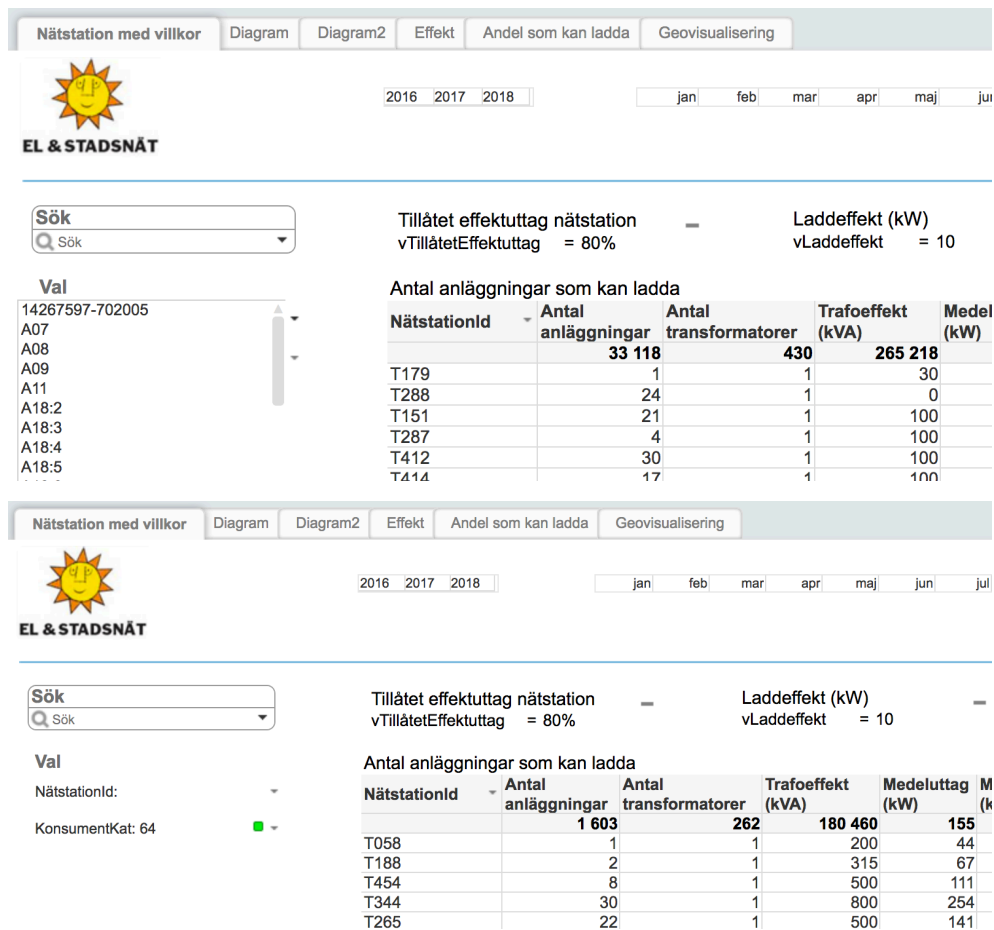 Nätstation med villkor Diagram Diagram2 Effekt Andel som kan ladda Geovisualisering
EL & STADSNÄT
2016 2017 2018 jan feb mar apr maj
Sök
Sök
Tillåtet effektuttag nätstation Laddeffekt (kW)
vTillåtetEffektuttag = 80% vLaddeffekt = 10
Val
14267597-702005
A07
A08
A09
A11
A18:2
A18:3
A18:4
A18:5
Antal anläggningar som kan ladda
NätstationId Antal anläggningar Antal transformatorer Trafoeffekt (kVA) (kW)
33 118 430 265 218
T179 1 1 30
T288 24 1 0
T151 21 1 100
T287 4 1 100
T412 30 1 100
T414 17 1 100
Nätstation med villkor Diagram Diagram2 Effekt Andel som kan ladda Geovisualisering
EL & STADSNÄT
2016 2017 2018 jan feb mar apr maj jun jul
Sök
Sök
Tillåtet effektuttag nätstation Laddeffekt (kW)
vTillåtetEffektuttag = 80% vLaddeffekt = 10
Val
NätstationId:
KonsumentKat: 64
Antal anläggningar som kan ladda
NätstationId Antal anläggningar Antal transformatorer Trafoeffekt (kVA) Medeluttag (kW)
1 603 262 180 460 155
T058 1 1 200 44
T188 2 1 315 67
T454 8 1 500 111
T344 30 1 800 254
T265 22 1 500 141